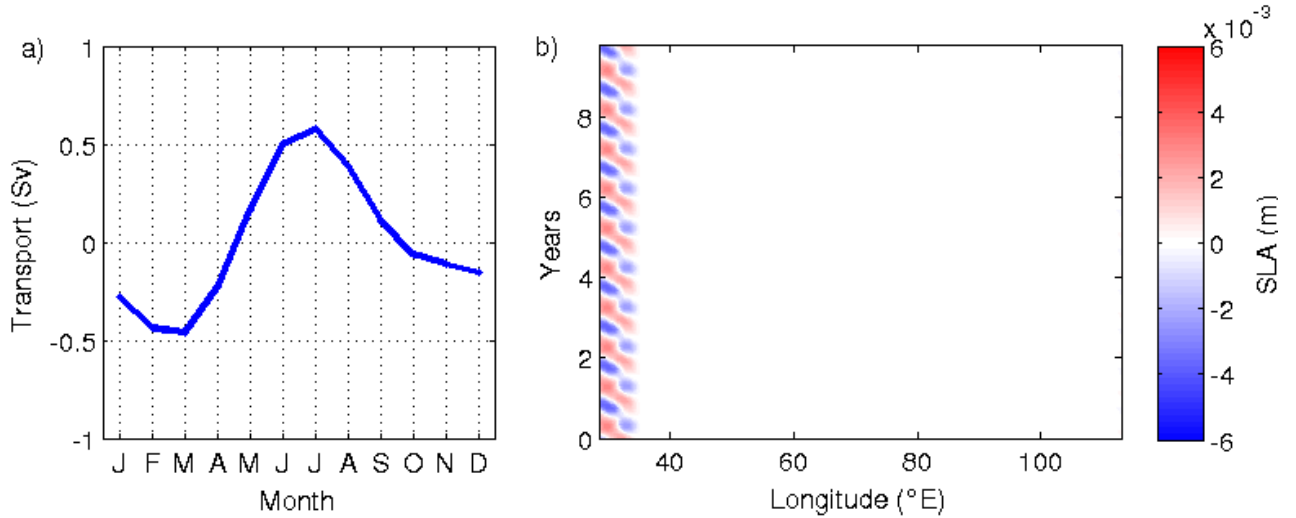 a)
1
0.5
0
-0.5
-1
Transport (Sv)
J F M A M J J A S O N D
Month
b)
8
6
4
2
0
Years
40 60 80 100
Longitude (°E)
x 10-3
6
4
2
0
-2
-4
-6
SLA (m)